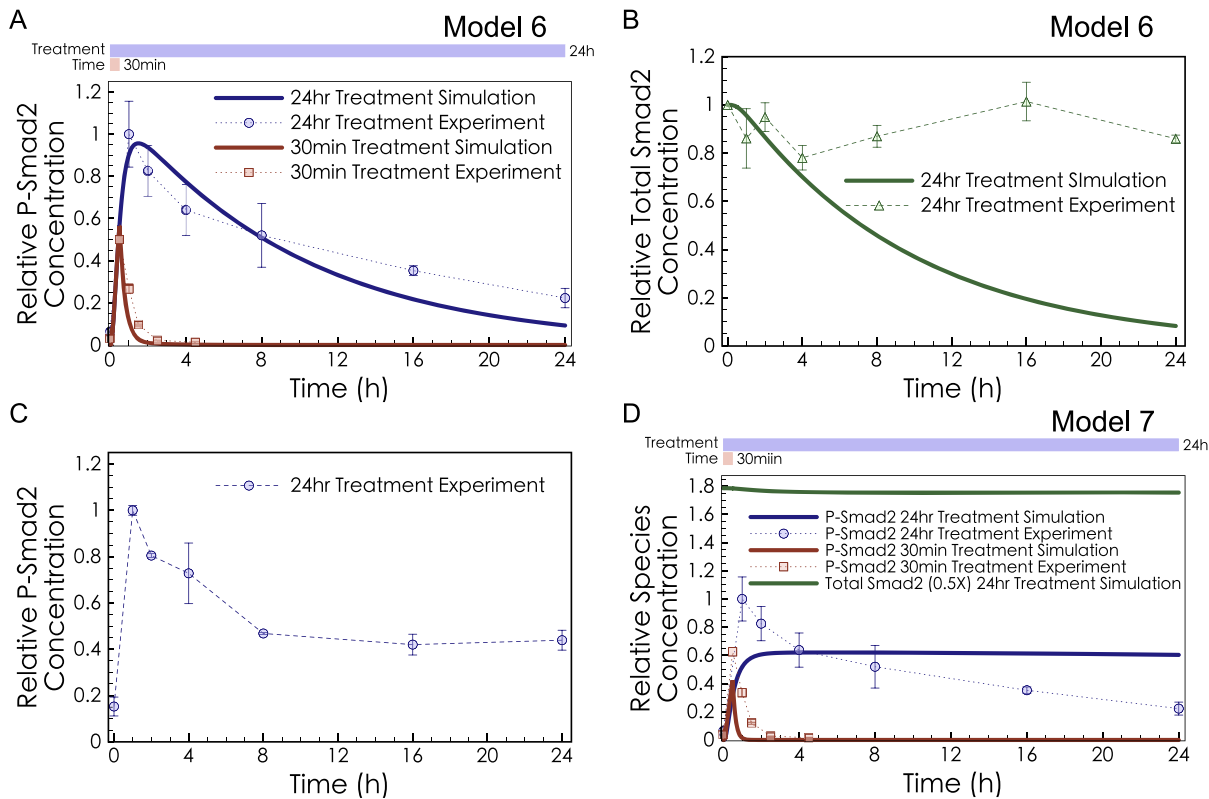 A
Model 6
Treatment
24h
Time
30min
1.2
1
0.8
0.6
0.4
0.2
0
Relative P-Smad2
Concentration
24hr Treatment Simulation
24hr Treatment Experiment
30min Treatment Simulation
30min Treatment Experiment
0 4 8 12 16 20 24
Time (h)
B
Model 6
1.2
1
0.8
0.6
0.4
0.2
0
Relative Total Smad2
Concentration
24hr Treatment SImulation
24hr Treatment Experiment
0 4 8 12 16 20 24
Time (h)
C
1.2
1
0.8
0.6
0.4
0.2
0
Relative P-Smad2
Concentration
24hr Treatment Experiment
0 4 8 12 16 20 24
Time (h)
D
Model 7
Treatment
24h
Time
30miin
1.8
1.6
1.4
1.2
1
0.8
0.6
0.4
0.2
0
Relative Species
Concentration
P-Smad2 24hr Treatment Simulation
P-Smad2 24hr Treatment Experiment
P-Smad2 30min Treatment Simulation
P-Smad2 30min Treatment Experiment
Total Smad2 (0.5X) 24hr Treatment Simulation
0 4 8 12 16 20 24
Time (h)